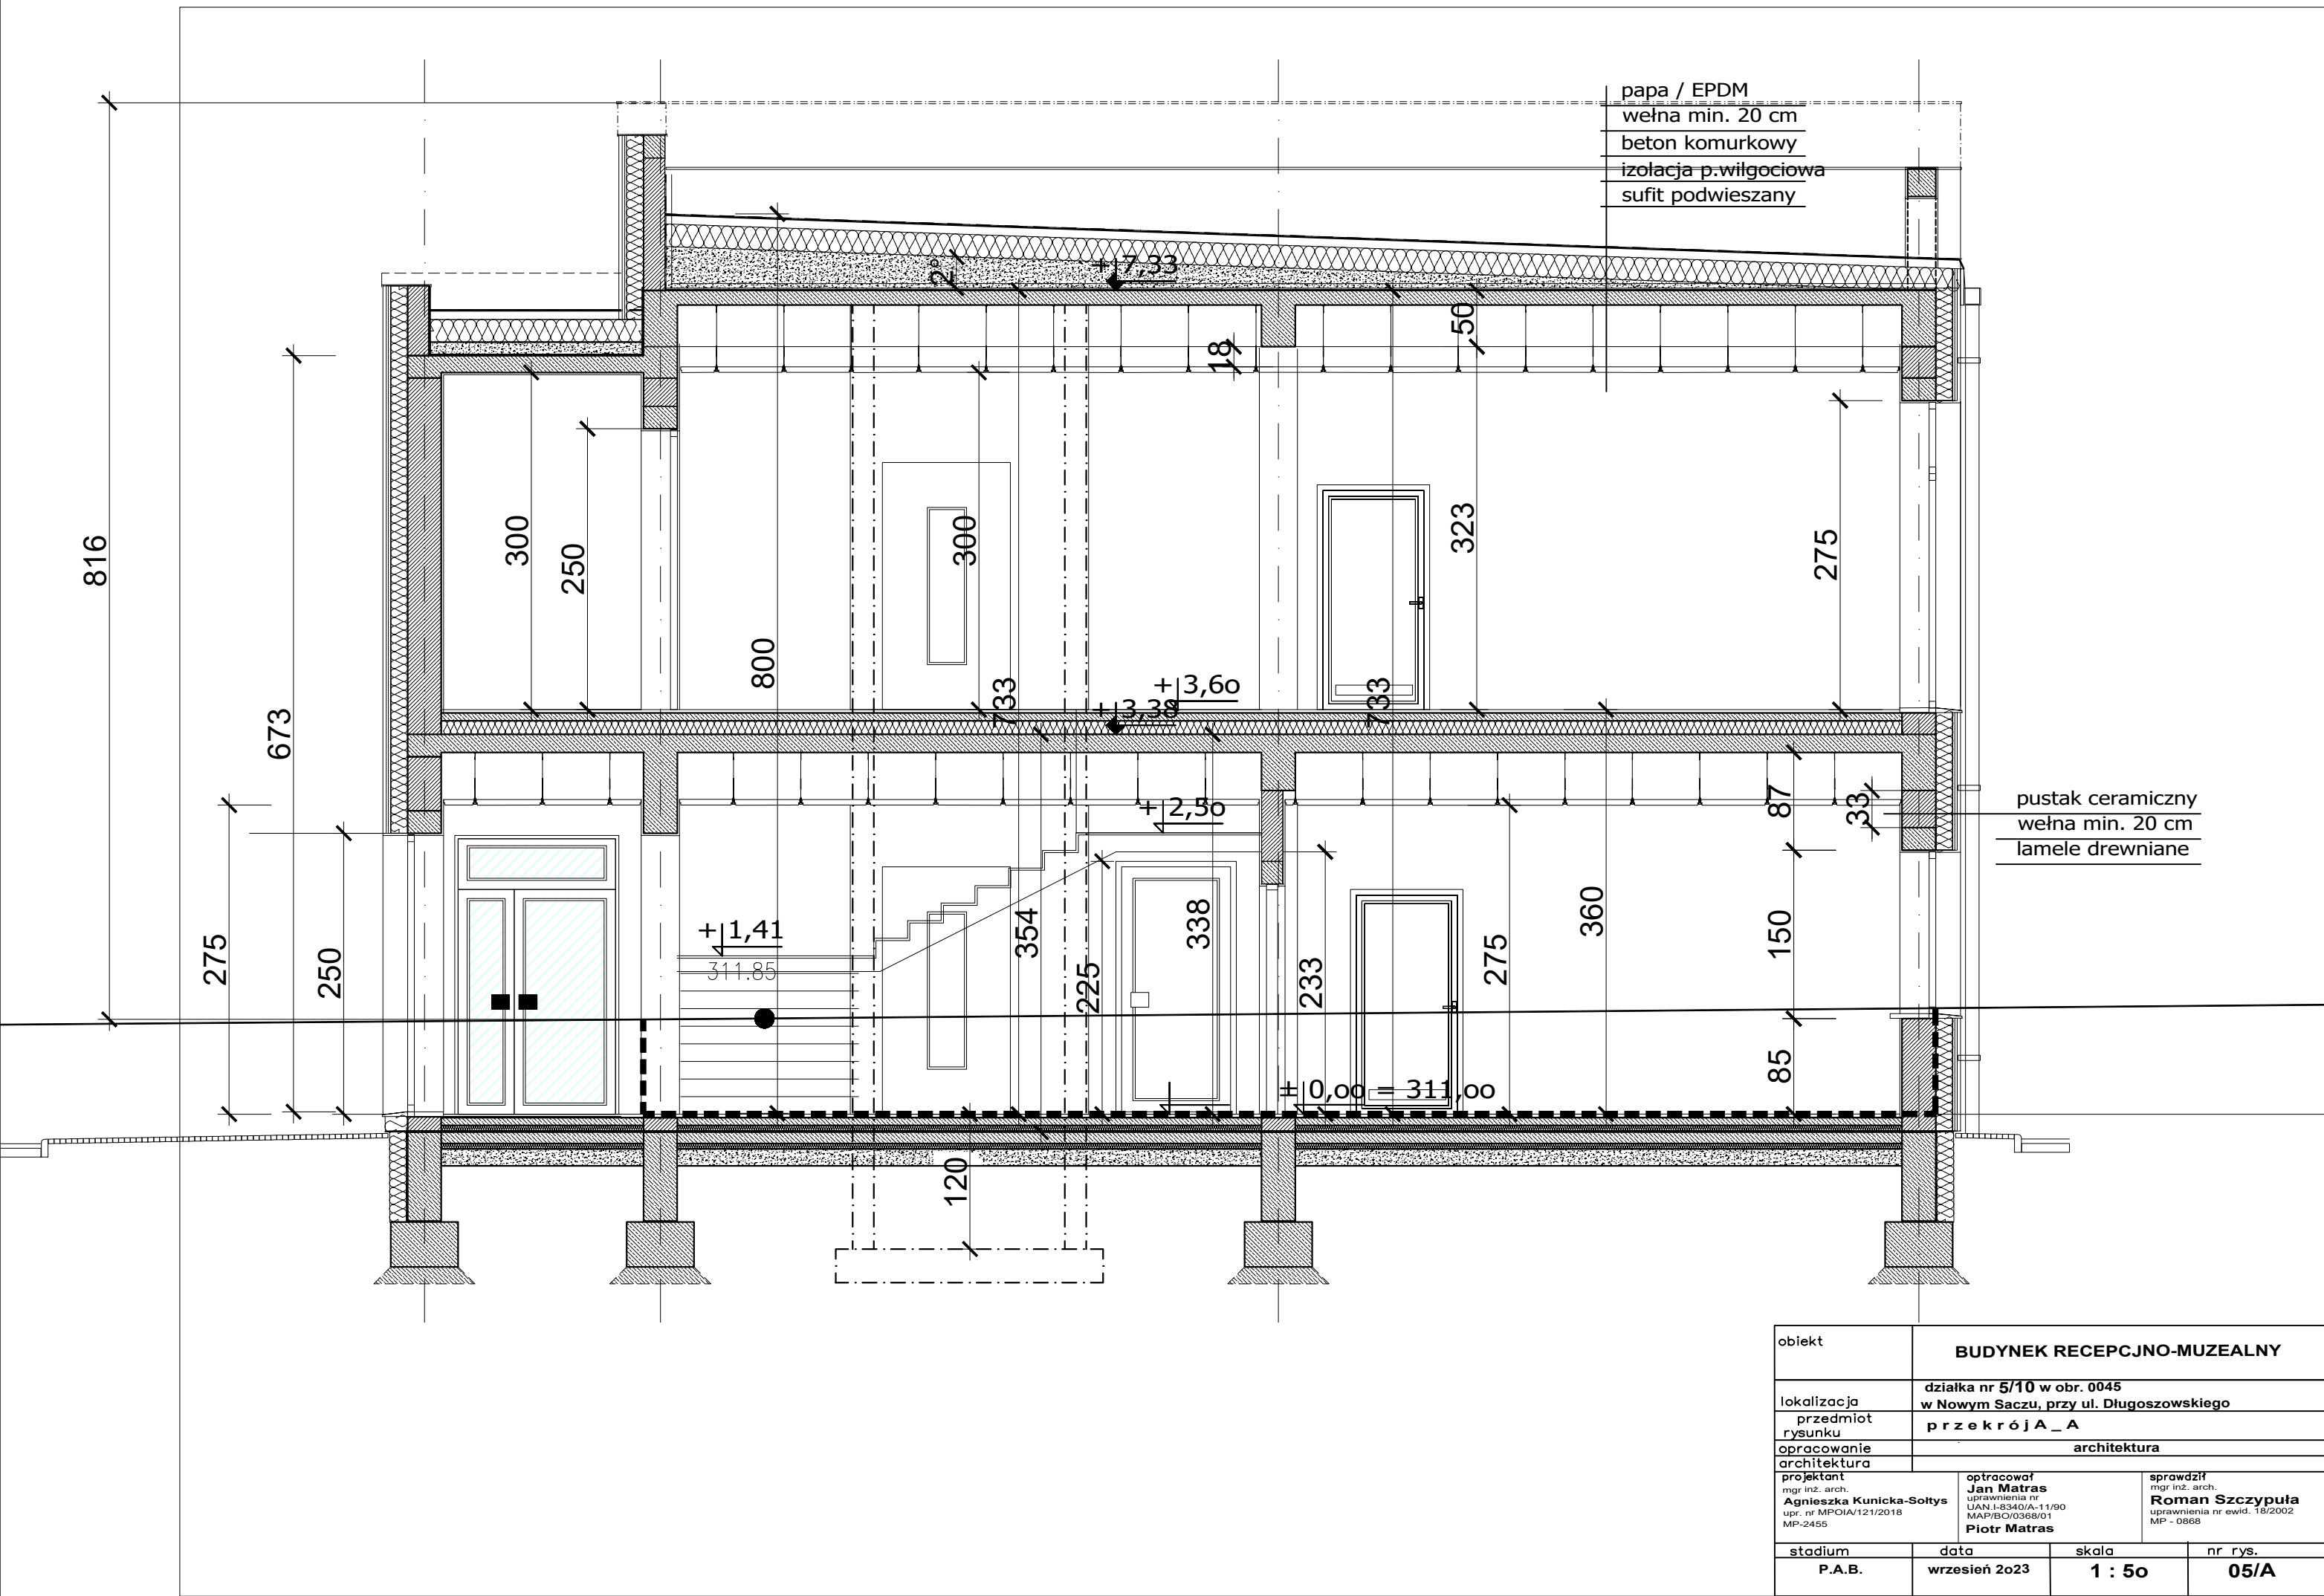 papa / EPDM
wełna min. 20 cm
beton komurkowy
izolacja p.wilgociowa
sufit podwieszany
2°
+7,33
50
18
816
300
250
300
323
275
800
733
+3,6o
+3,38
733
673
87
33
pustak ceramiczny
wełna min. 20 cm
lamele drewniane
+2,5o
275
250
+1,41
311.85
354
225
338
233
275
360
150
85
±0,oo = 311,oo
120
obiekt
BUDYNEK RECEPCJNO-MUZEALNY
lokalizacja
działka nr 5/10 w obr. 0045
w Nowym Saczu, przy ul. Długoszowskiego
przedmiot
rysunku
p r z e k r ó j A _ A
opracowanie
architektura
architektura
projektant
mgr inż. arch.
Agnieszka Kunicka-Sołtys
upr. nr MPOIA/121/2018
MP-2455
optracował
Jan Matras
uprawnienia nr
UAN.I-8340/A-11/90
MAP/BO/0368/01
Piotr Matras
sprawdził
mgr inż. arch.
Roman Szczypuła
uprawnienia nr ewid. 18/2002
MP - 0868
stadium
data
skala
nr rys.
P.A.B.
wrzesień 2o23
1 : 5o
05/A